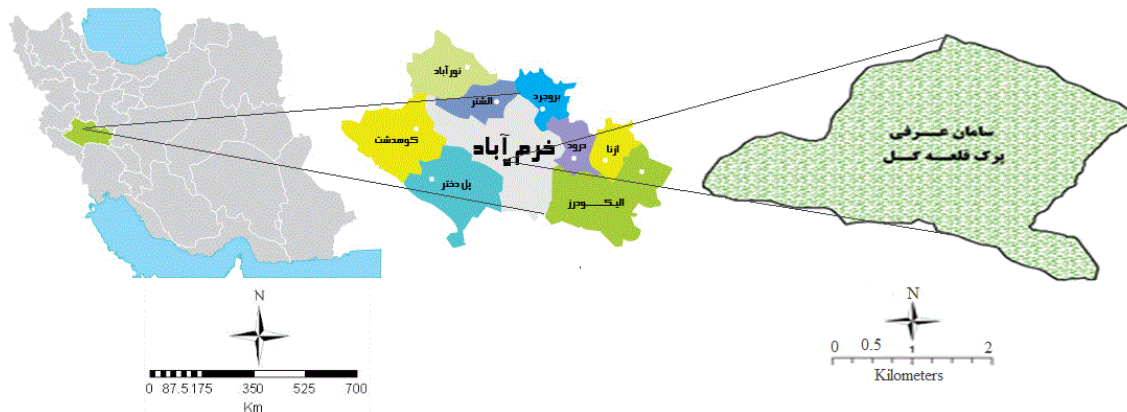 نورآباد
الشتر
بروجرد
کوهدشت
خرم آباد
درود
ازنا
پل دختر
الیگودرز
سامان عرفی
پرک قلعه گل
N
0 87.5 175 350 525 700
Km
N
0 0.5 1 2
Kilometers